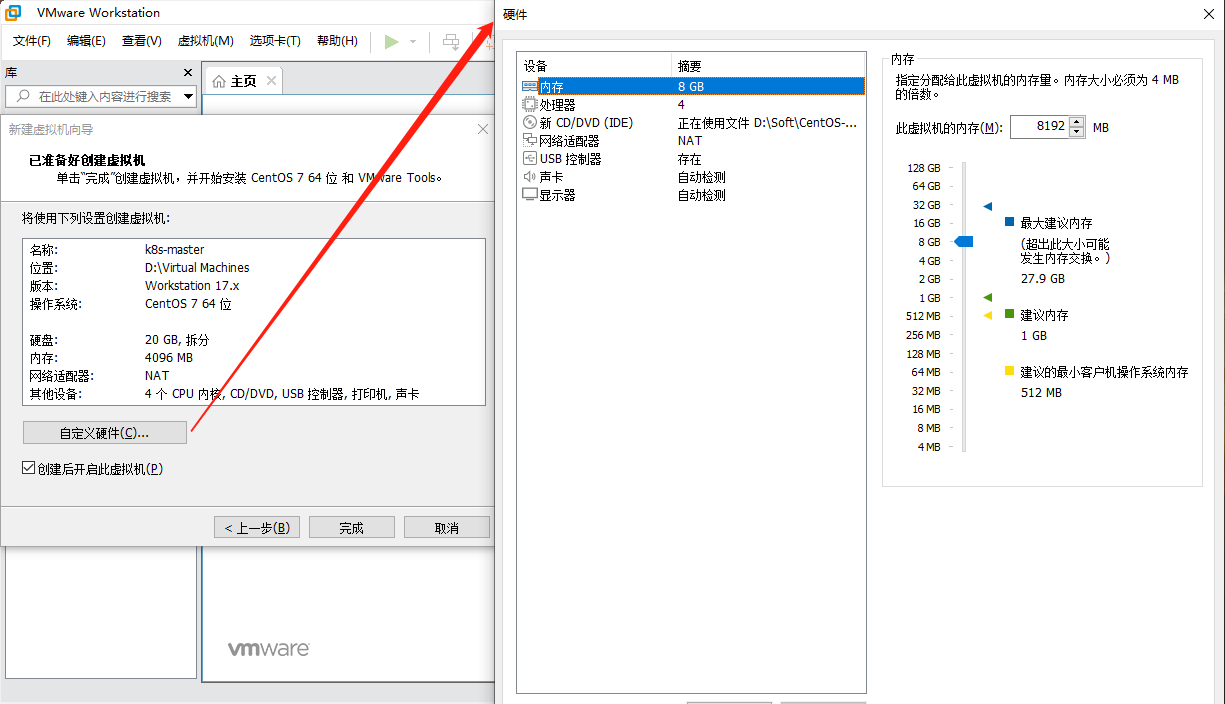 VMware Workstation
文件(F) 编辑(E) 查看(V) 虚拟机(M) 选项卡(T) 帮助(H)
库
在此处键入内容进行搜索
主页
新建虚拟机向导
已准备好创建虚拟机
单击“完成”创建虚拟机，并开始安装 CentOS 7 64 位 和 VMware Tools。
将使用下列设置创建虚拟机:
名称: k8s-master
位置: D:\Virtual Machines
版本: Workstation 17.x
操作系统: CentOS 7 64 位
硬盘: 20 GB, 拆分
内存: 4096 MB
网络适配器: NAT
其他设备: 4 个 CPU 内核, CD/DVD, USB 控制器, 打印机, 声卡
自定义硬件(C)...
创建后开启此虚拟机(P)
< 上一步(B) 完成 取消
vmware
硬件
设备 摘要
内存 8 GB
处理器 4
新 CD/DVD (IDE) 正在使用文件 D:\Soft\CentOS-...
网络适配器 NAT
USB 控制器 存在
声卡 自动检测
显示器 自动检测
内存
指定分配给此虚拟机的内存量。内存大小必须为 4 MB
的倍数。
此虚拟机的内存(M): 8192 MB
128 GB
64 GB
32 GB
16 GB
8 GB
4 GB
2 GB
1 GB
512 MB
256 MB
128 MB
64 MB
32 MB
16 MB
8 MB
4 MB
最大建议内存
(超出此大小可能
发生内存交换。)
27.9 GB
建议内存
1 GB
建议的最小客户机操作系统内存
512 MB